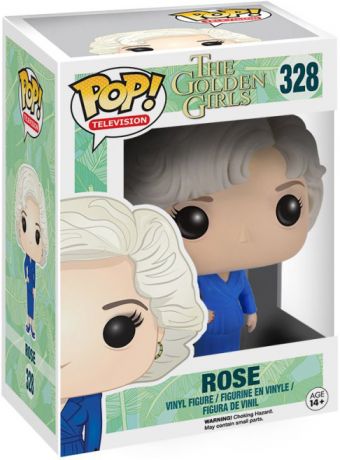 POP!
TELEVISION
THE
GOLDEN
GIRLS
328
ROSE
328
ROSE
VINYL FIGURE / FIGURINE EN VINYLE /
FIGURA DE VINIL
WARNING: Choking Hazard.
May contain small parts.
AGE
14+